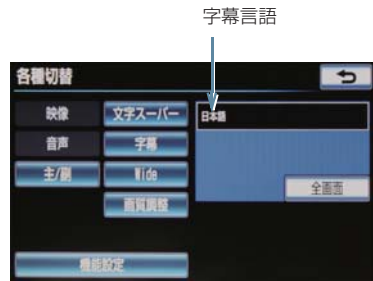 字幕言語
各種切替
映像
文字スーパー
日本語
音声
字幕
主/副
Wide
全画面
画質調整
機能設定